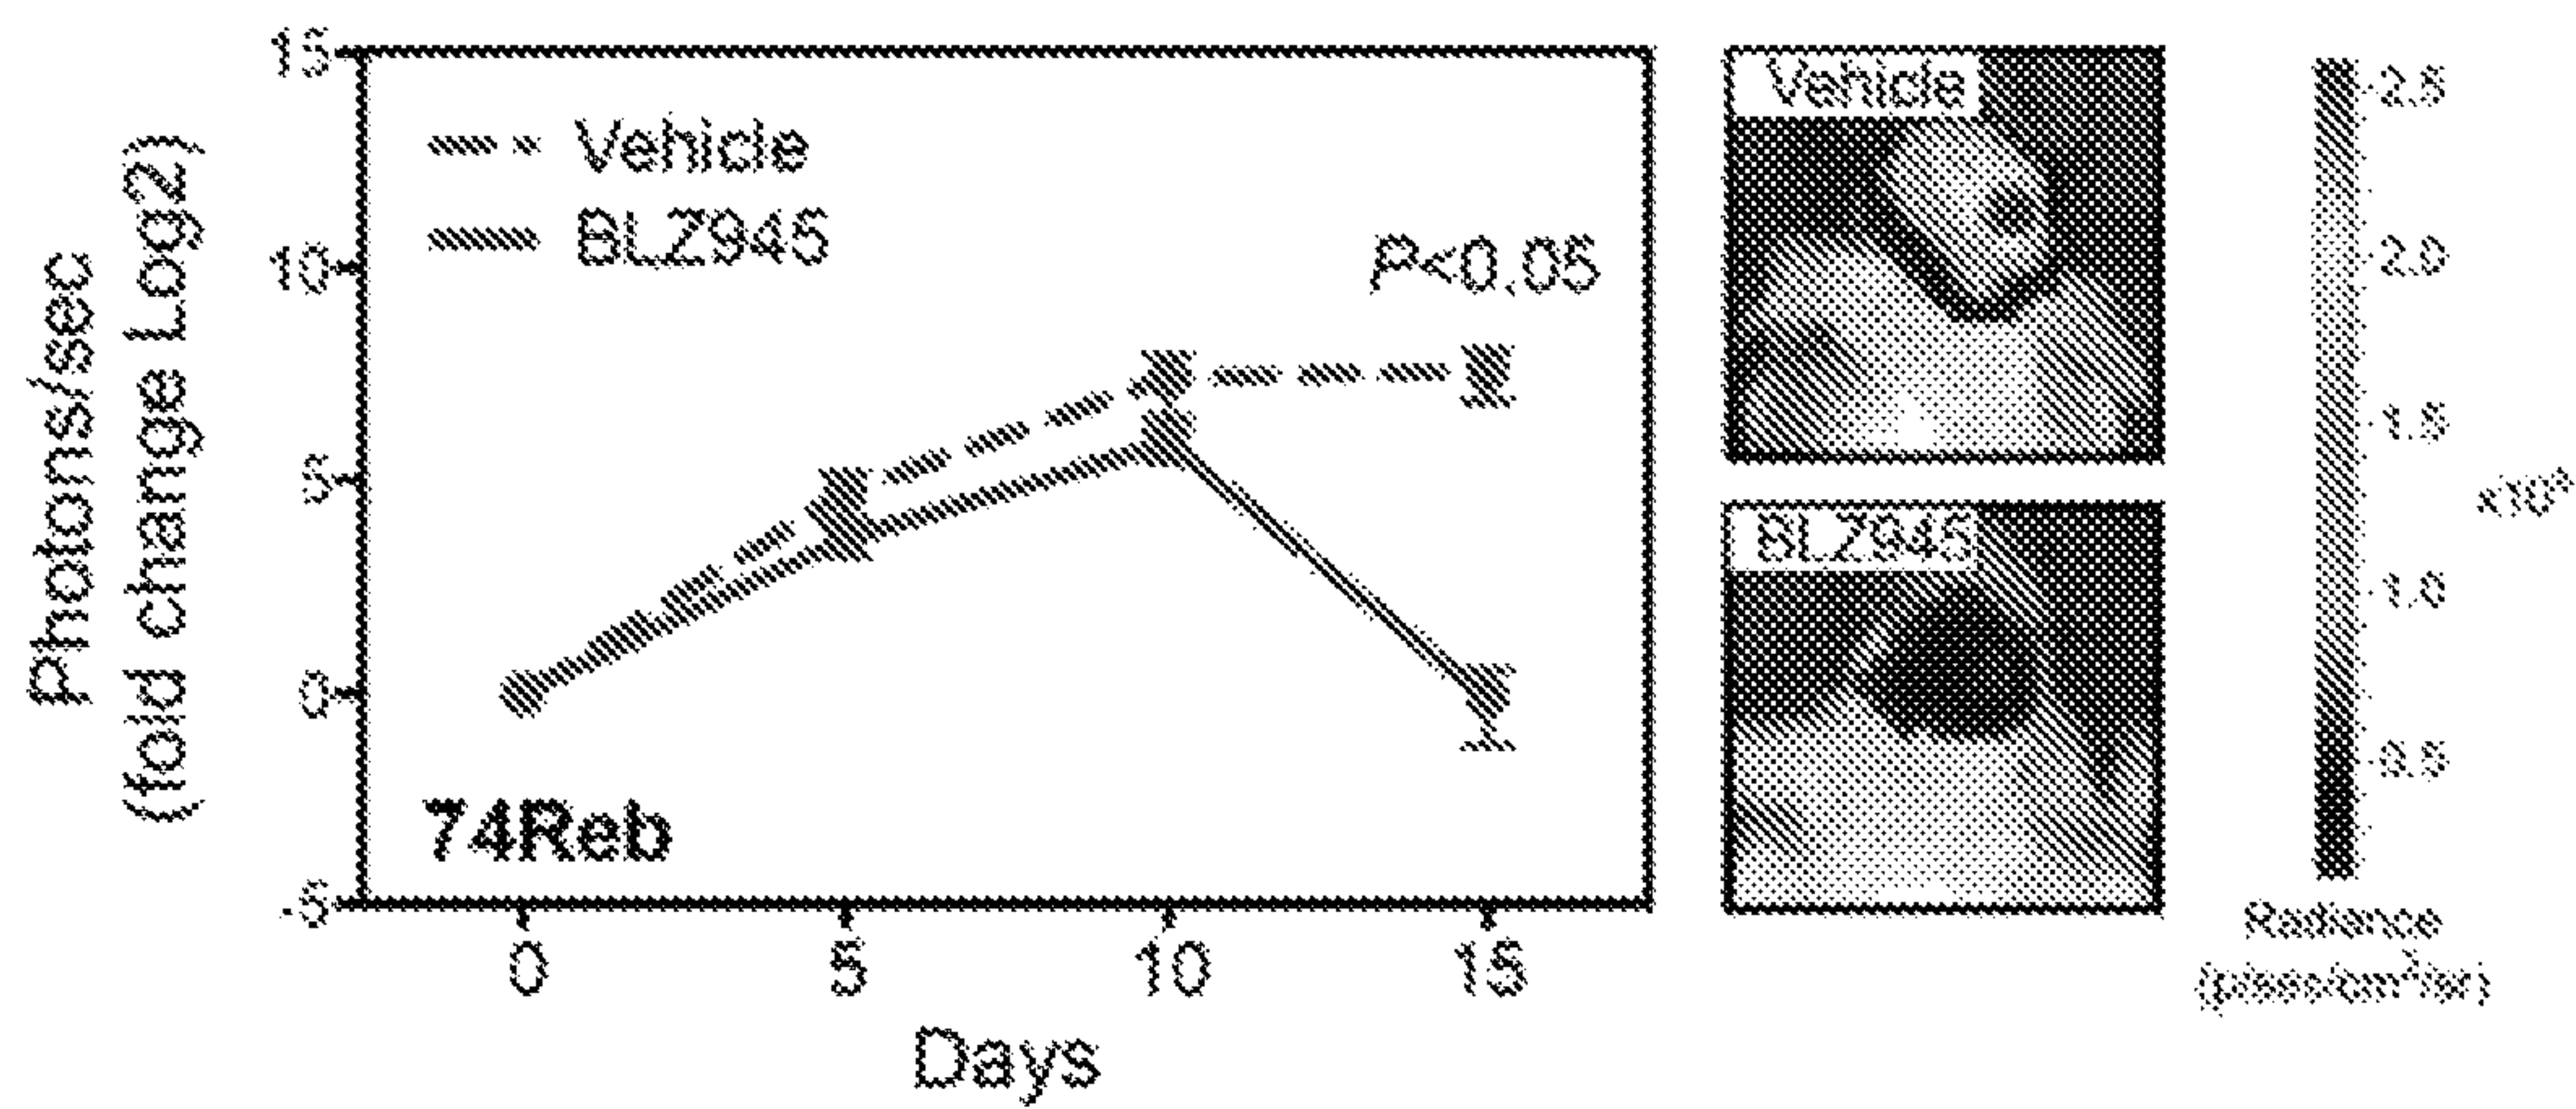 Photons/sec
(fold change Log2)
15
10
5
0
-5
Vehicle
BLZ945
P<0.05
74Reb
0 5 10 15
Days
Vehicle
BLZ945
2.5
2.0
1.5
1.0
0.5
Radiance